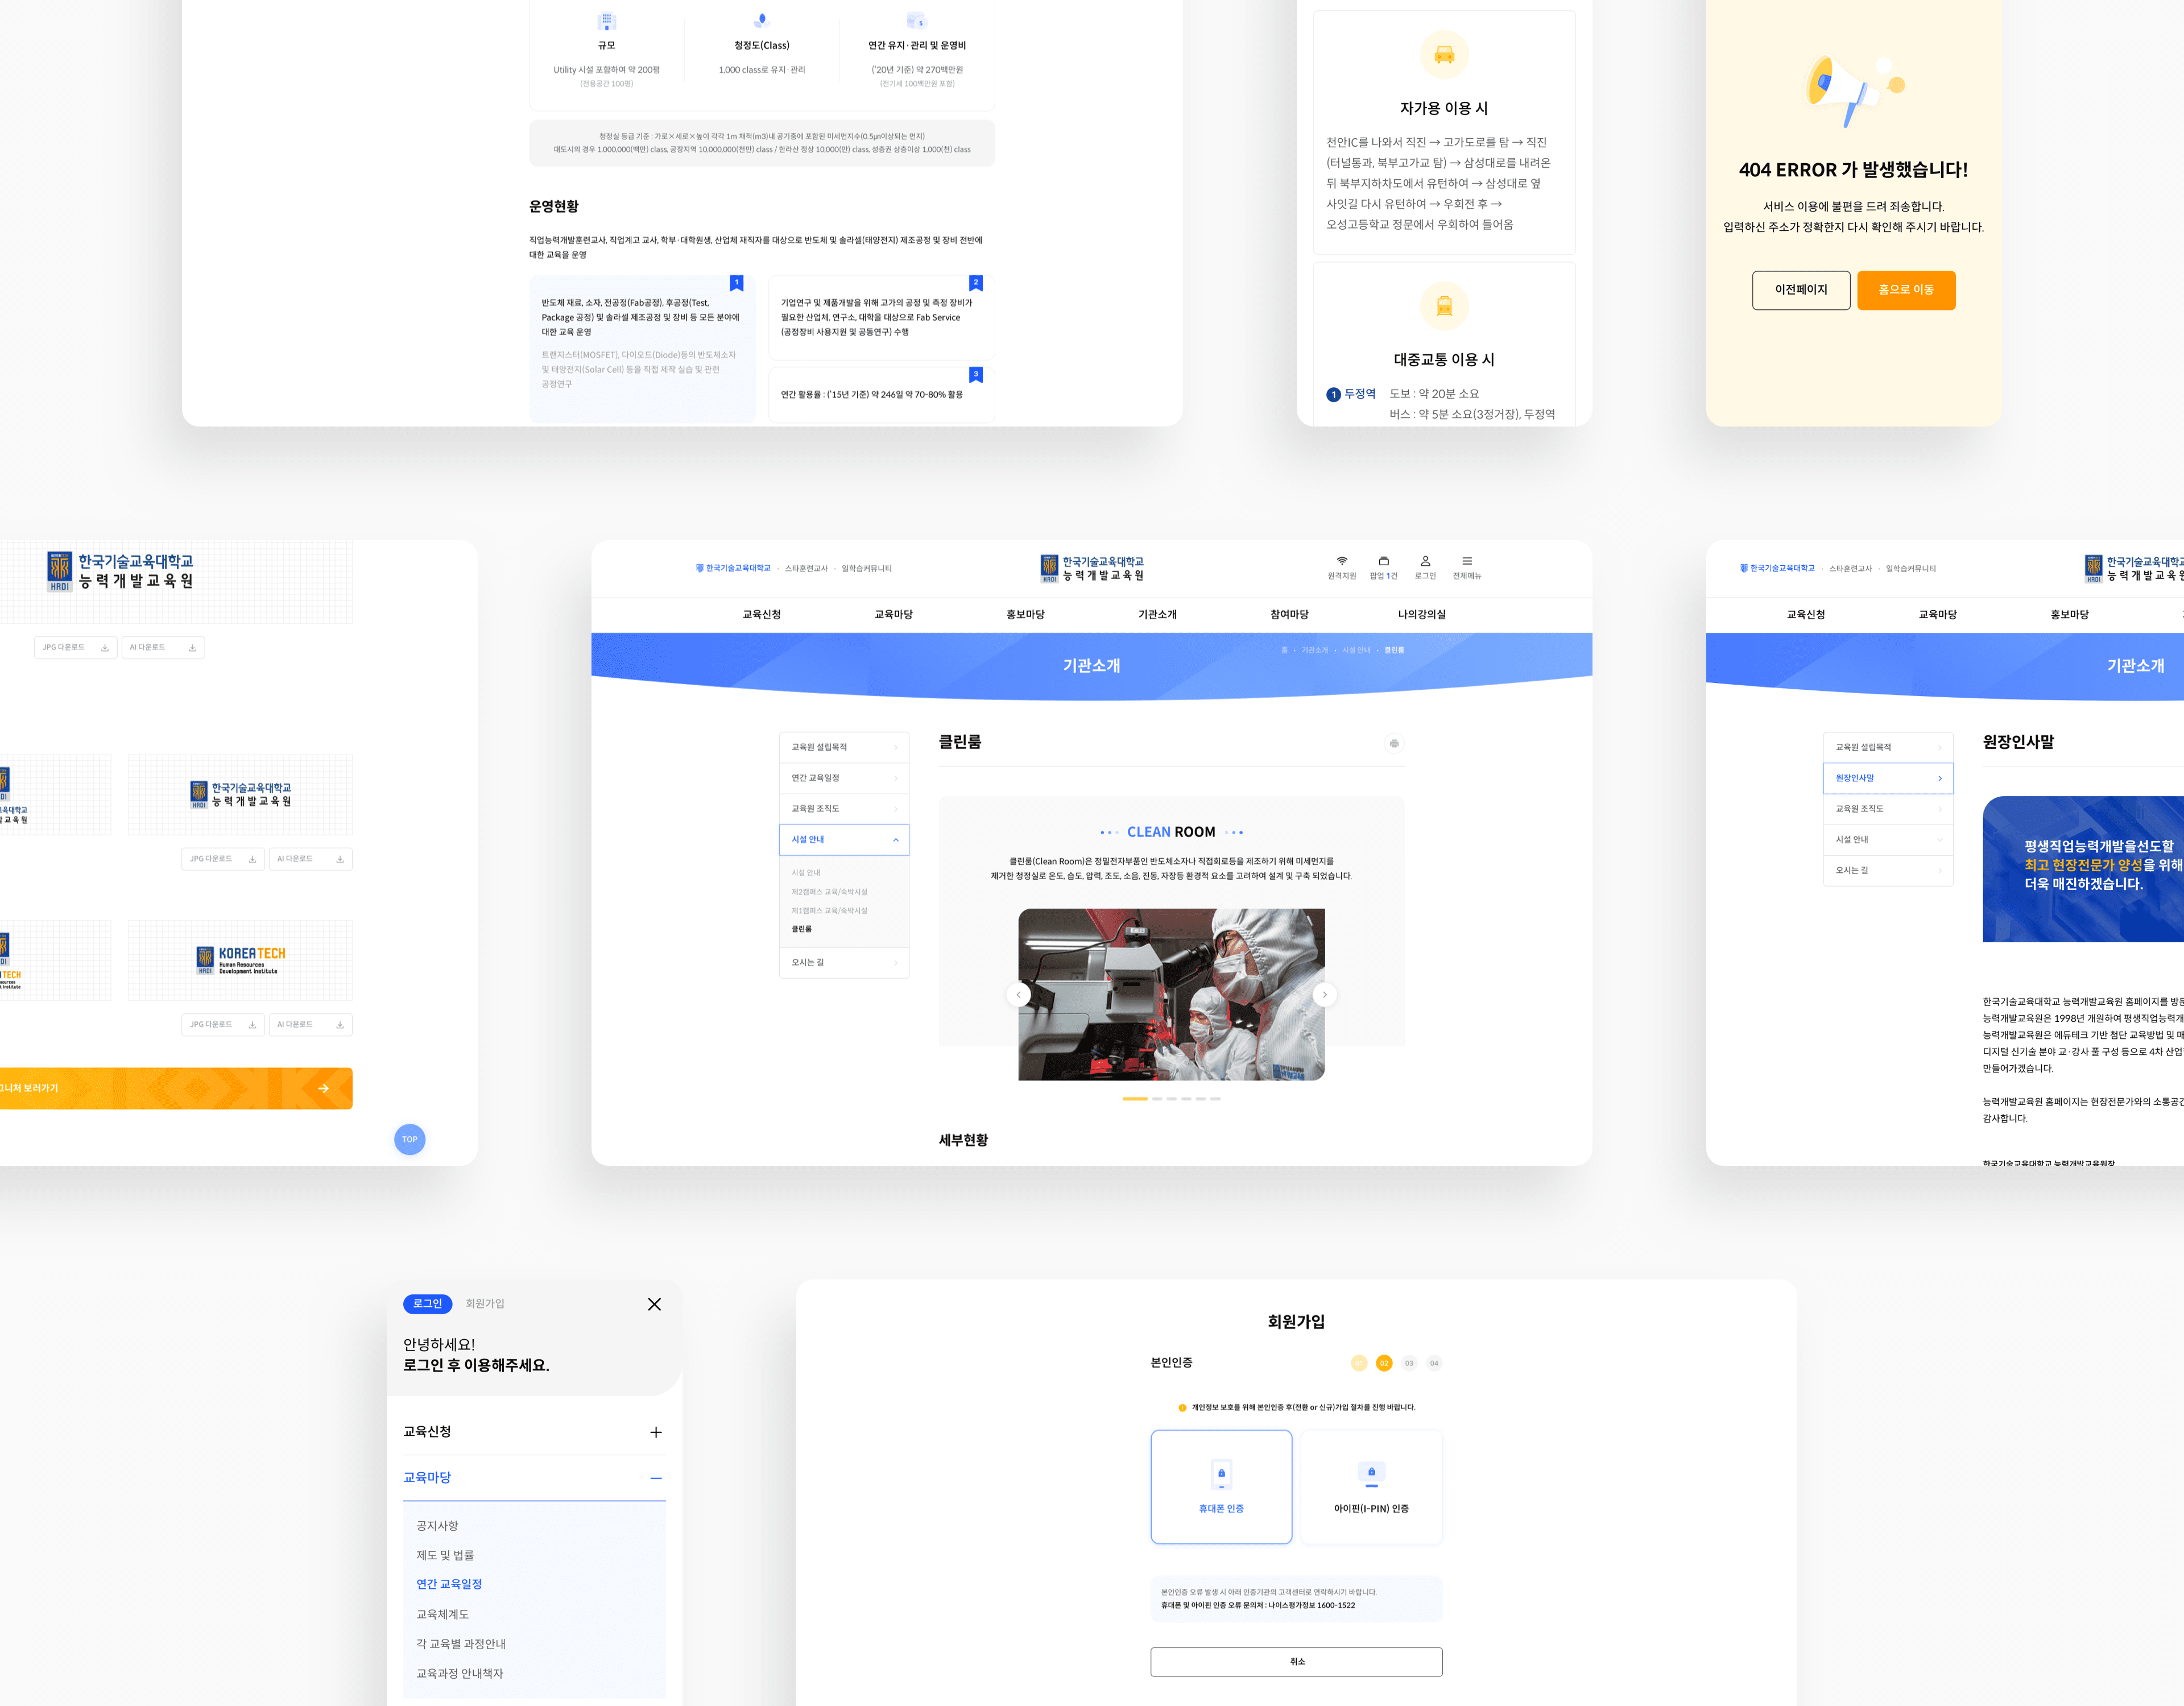 규모
Utility 시설 포함하여 약 200평
(전용공간 100평)
청정도(Class)
1,000 class로 유지·관리
연간 유지·관리 및 운영비
('20년 기준) 약 270백만원
(전기세 100백만원 포함)
청정실 등급 기준 : 가로×세로×높이 각각 1m 체적(m3)내 공기중에 포함된 미세먼지수(0.5㎛이상되는 먼지)
대도시의 경우 1,000,000(백만) class, 공장지역 10,000,000(천만) class / 한라산 정상 10,000(만) class, 성층권 상층이상 1,000(천) class
운영현황
직업능력개발훈련교사, 직업계고 교사, 학부·대학원생, 산업체 재직자를 대상으로 반도체 및 솔라셀(태양전지) 제조공정 및 장비 전반에
대한 교육을 운영
1
반도체 재료, 소자, 전공정(Fab공정), 후공정(Test,
Package 공정) 및 솔라셀 제조공정 및 장비 등 모든 분야에
대한 교육 운영
트랜지스터(MOSFET), 다이오드(Diode)등의 반도체소자
및 태양전지(Solar Cell) 등을 직접 제작 실습 및 관련
공정연구
2
기업연구 및 제품개발을 위해 고가의 공정 및 측정 장비가
필요한 산업체, 연구소, 대학을 대상으로 Fab Service
(공정장비 사용지원 및 공동연구) 수행
3
연간 활용율 : ('15년 기준) 약 246일 약 70-80% 활용
자가용 이용 시
천안IC를 나와서 직진 → 고가도로를 탐 → 직진
(터널통과, 북부고가교 탐) → 삼성대로를 내려온
뒤 북부지하차도에서 유턴하여 → 삼성대로 옆
사잇길 다시 유턴하여 → 우회전 후 →
오성고등학교 정문에서 우회하여 들어옴
대중교통 이용 시
1 두정역 도보 : 약 20분 소요
버스 : 약 5분 소요(3정거장), 두정역
404 ERROR 가 발생했습니다!
서비스 이용에 불편을 드려 죄송합니다.
입력하신 주소가 정확한지 다시 확인해 주시기 바랍니다.
이전페이지
홈으로 이동
HRDI 한국기술교육대학교
능력개발교육원
JPG 다운로드
AI 다운로드
HRDI 한국기술교육대학교
능력개발교육원
JPG 다운로드
AI 다운로드
HRDI KOREATECH
Human Resources
Development Institute
JPG 다운로드
AI 다운로드
보러가기
TOP
한국기술교육대학교 · 스타훈련교사 · 일학습커뮤니티
HRDI 한국기술교육대학교
능력개발교육원
원격지원
팝업 1건
로그인
전체메뉴
교육신청
교육마당
홍보마당
기관소개
참여마당
나의강의실
기관소개
홈 · 기관소개 · 시설 안내 · 클린룸
교육원 설립목적
연간 교육일정
교육원 조직도
시설 안내
시설 안내
제2캠퍼스 교육/숙박시설
제1캠퍼스 교육/숙박시설
클린룸
오시는 길
클린룸
CLEAN ROOM
클린룸(Clean Room)은 정밀전자부품인 반도체소자나 직접회로등을 제조하기 위해 미세먼지를
제거한 청정실로 온도, 습도, 압력, 조도, 소음, 진동, 자장등 환경적 요소를 고려하여 설계 및 구축 되었습니다.
세부현황
한국기술교육대학교 · 스타훈련교사 · 일학습커뮤니티
HRDI 한국기술교육대학교
능력개발교육원
교육신청
교육마당
홍보마당
기관소개
교육원 설립목적
원장인사말
교육원 조직도
시설 안내
오시는 길
원장인사말
평생직업능력개발을선도할
최고 현장전문가 양성을 위해
더욱 매진하겠습니다.
한국기술교육대학교 능력개발교육원 홈페이지를 방문
능력개발교육원은 1998년 개원하여 평생직업능력개
능력개발교육원은 에듀테크 기반 첨단 교육방법 및 매
디지털 신기술 분야 교·강사 풀 구성 등으로 4차 산업
만들어가겠습니다.
능력개발교육원 홈페이지는 현장전문가와의 소통공간
감사합니다.
한국기술교육대학교 능력개발교육원장
로그인
회원가입
안녕하세요!
로그인 후 이용해주세요.
교육신청
교육마당
공지사항
제도 및 법률
연간 교육일정
교육체계도
각 교육별 과정안내
교육과정 안내책자
회원가입
본인인증
01 02 03 04
개인정보 보호를 위해 본인인증 후(전환 or 신규)가입 절차를 진행 바랍니다.
휴대폰 인증
아이핀(I-PIN) 인증
본인인증 오류 발생 시 아래 인증기관의 고객센터로 연락하시기 바랍니다.
휴대폰 및 아이핀 인증 오류 문의처 : 나이스평가정보 1600-1522
취소